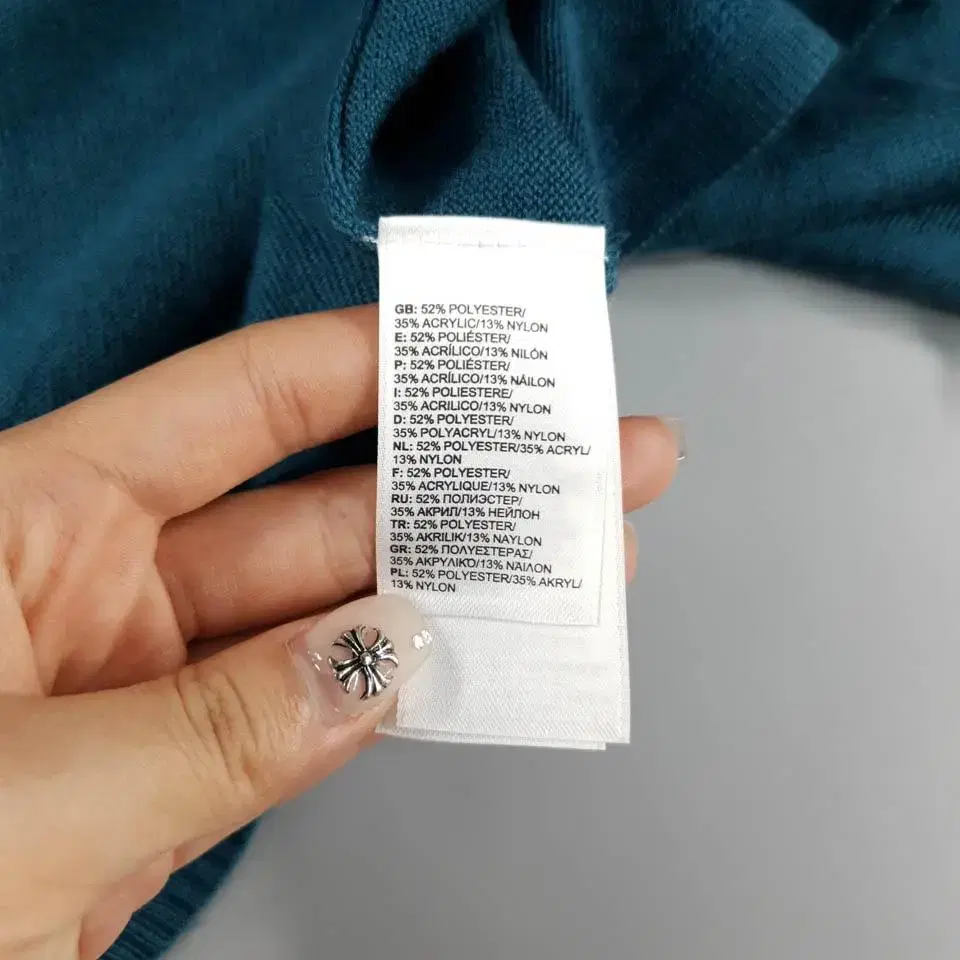 GB: 52% POLYESTER/
35% ACRYLIC/13% NYLON
E: 52% POLIÉSTER/
35% ACRÍLICO/13% NILÓN
P: 52% POLIÉSTER/
35% ACRÍLICO/13% NÁILON
I: 52% POLIESTERE/
35% ACRILICO/13% NYLON
D: 52% POLYESTER/
35% POLYACRYL/13% NYLON
NL: 52% POLYESTER/35% ACRYL/
13% NYLON
F: 52% POLYESTER/
35% ACRYLIQUE/13% NYLON
RU: 52% ПОЛИЭСТЕР/
35% АКРИЛ/13% НЕЙЛОН
TR: 52% POLYESTER/
35% AKRILIK/13% NAYLON
GR: 52% ΠΟΛΥΕΣΤΕΡΑΣ/
35% ΑΚΡΥΛΙΚΌ/13% ΝΆΙΛΟΝ
PL: 52% POLYESTER/35% AKRYL/
13% NYLON